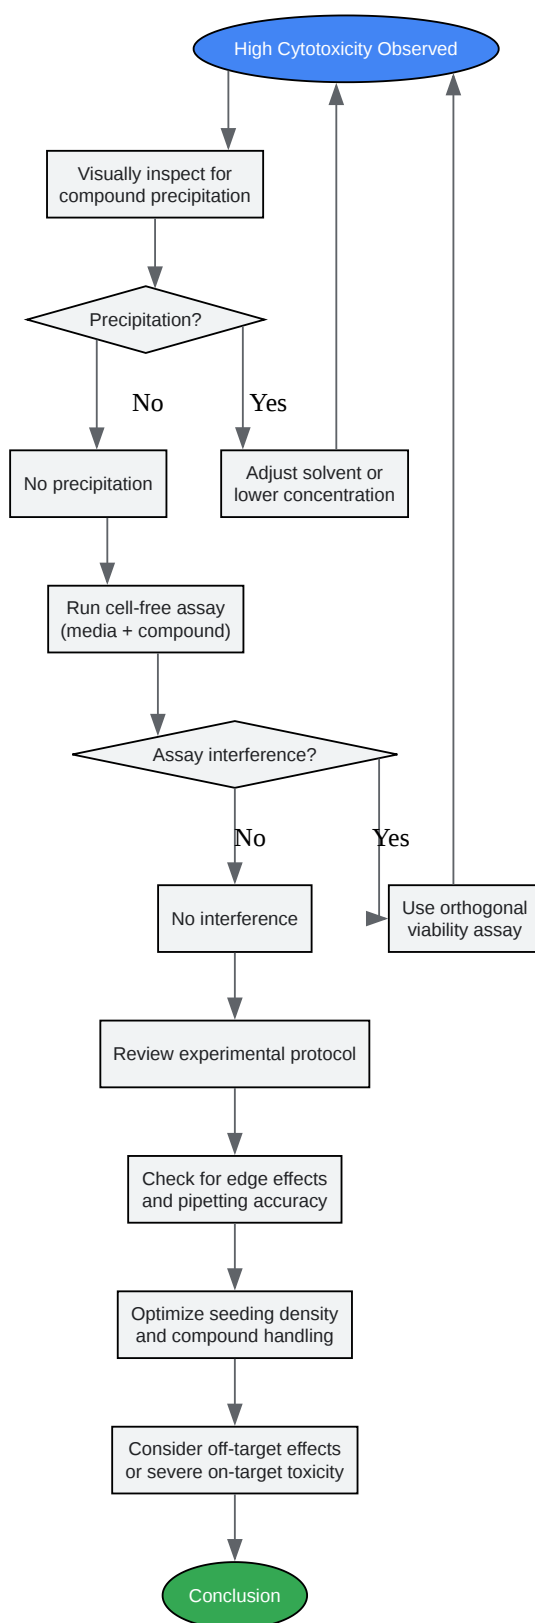 High Cytotoxicity Observed
Visually inspect for
compound precipitation
Precipitation?
No
Yes
No precipitation
Adjust solvent or
lower concentration
Run cell-free assay
(media + compound)
Assay interference?
No
Yes
No interference
Use orthogonal
viability assay
Review experimental protocol
Check for edge effects
and pipetting accuracy
Optimize seeding density
and compound handling
Consider off-target effects
or severe on-target toxicity
Conclusion